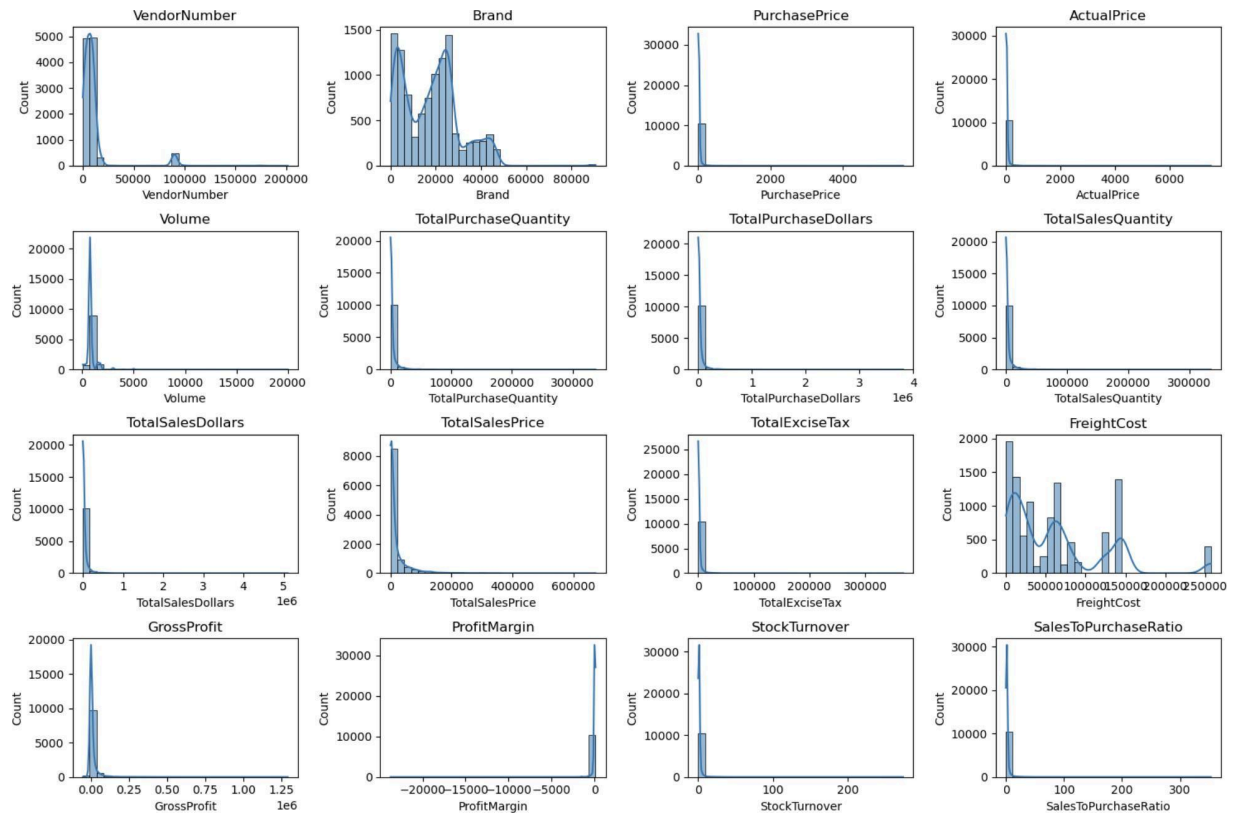 VendorNumber Brand PurchasePrice ActualPrice
5000 4000 3000 2000 1000 0 Count
1500 1000 500 0 Count
30000 20000 10000 0 Count
30000 20000 10000 0 Count
0 50000 100000 150000 200000 0 20000 40000 60000 80000 0 2000 4000 0 2000 4000 6000
VendorNumber Brand PurchasePrice ActualPrice
Volume TotalPurchaseQuantity TotalPurchaseDollars TotalSalesQuantity
20000 15000 10000 5000 0 Count
20000 15000 10000 5000 0 Count
20000 15000 10000 5000 0 Count
20000 15000 10000 5000 0 Count
0 5000 10000 15000 20000 0 100000 200000 300000 0 1 2 3 4 0 100000 200000 300000
Volume TotalPurchaseQuantity TotalPurchaseDollars 1e6 TotalSalesQuantity
TotalSalesDollars TotalSalesPrice TotalExciseTax FreightCost
20000 15000 10000 5000 0 Count
8000 6000 4000 2000 0 Count
25000 20000 15000 10000 5000 0 Count
2000 1500 1000 500 0 Count
0 1 2 3 4 5 0 200000 400000 600000 0 100000 200000 300000 0 50000 100000 150000 200000 250000
TotalSalesDollars 1e6 TotalSalesPrice TotalExciseTax FreightCost
GrossProfit ProfitMargin StockTurnover SalesToPurchaseRatio
20000 15000 10000 5000 0 Count
30000 20000 10000 0 Count
30000 20000 10000 0 Count
30000 20000 10000 0 Count
0.00 0.25 0.50 0.75 1.00 1.25 −20000 −15000 −10000 −5000 0 0 100 200 0 100 200 300
GrossProfit 1e6 ProfitMargin StockTurnover SalesToPurchaseRatio